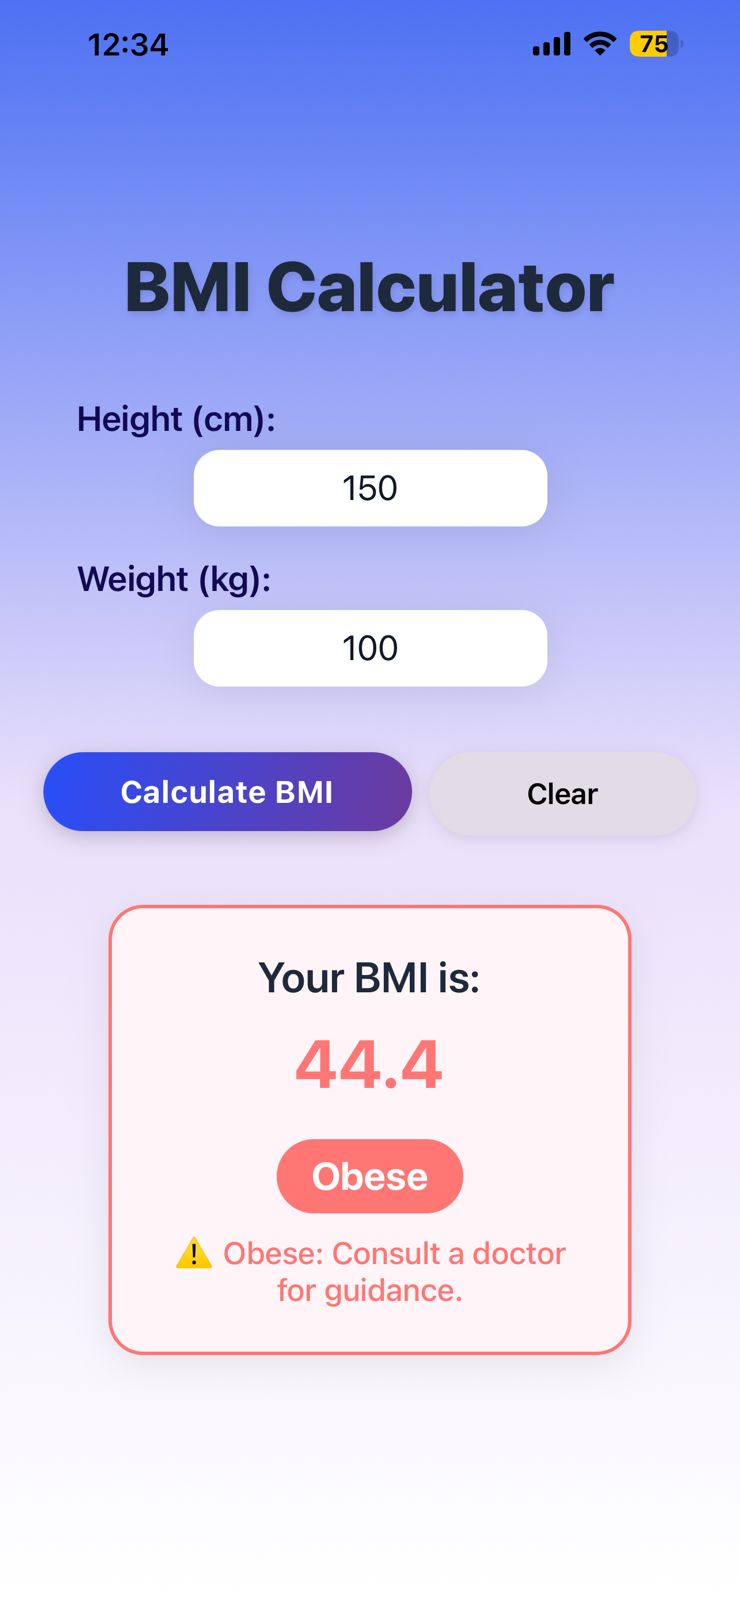 12:34
75
BMI Calculator
Height (cm):
150
Weight (kg):
100
Calculate BMI
Clear
Your BMI is:
44.4
Obese
⚠️ Obese: Consult a doctor
for guidance.